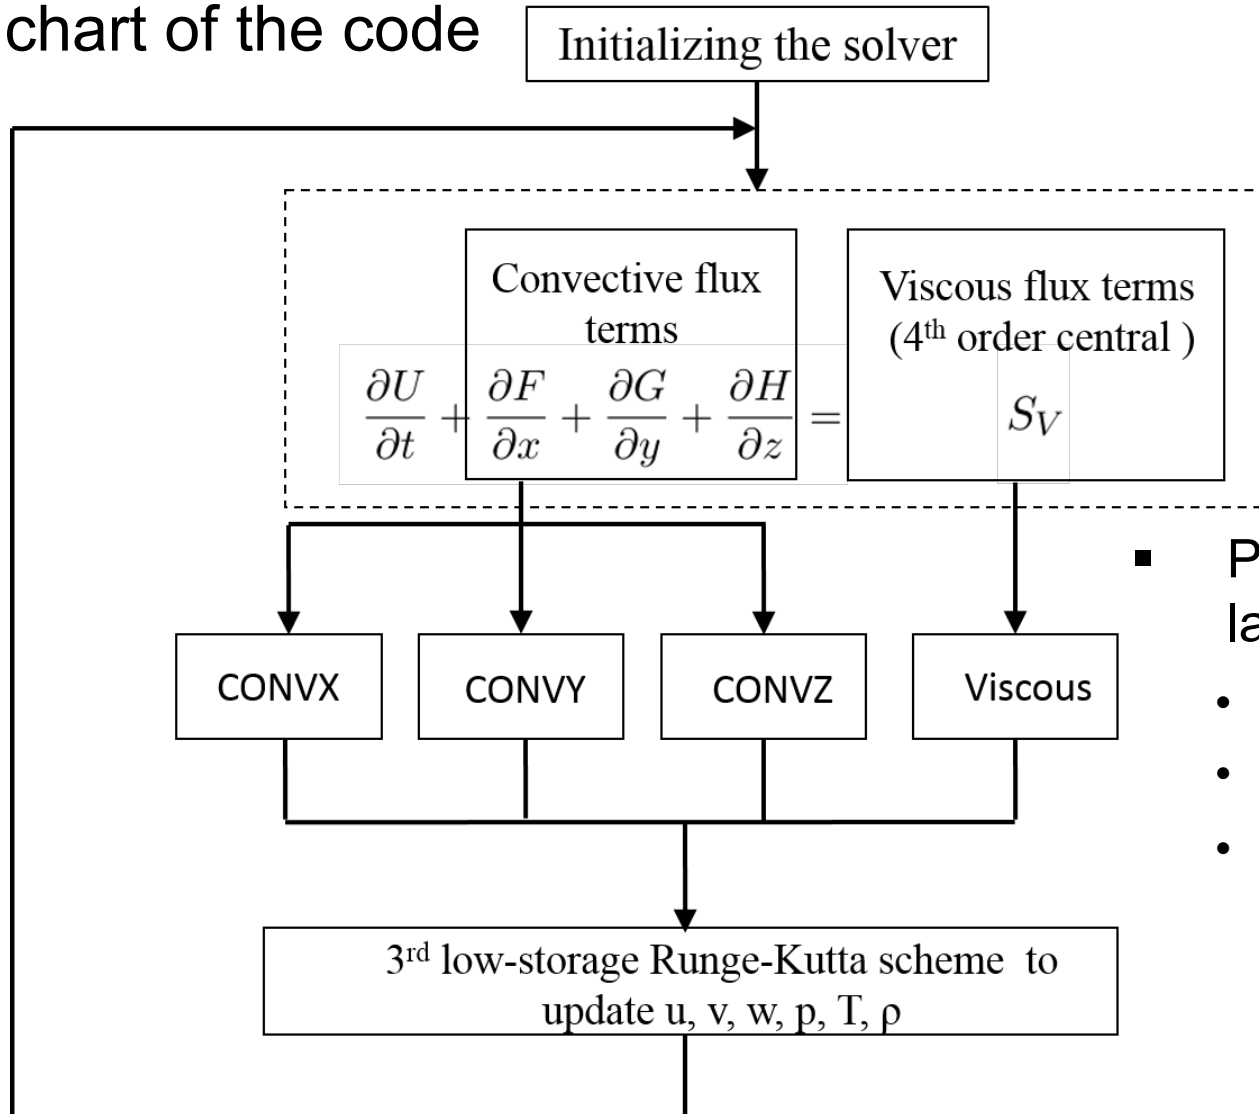 chart of the code
Initializing the solver
Convective flux
terms
Viscous flux terms
(4th order central )
∂U/∂t + ∂F/∂x + ∂G/∂y + ∂H/∂z = S_V
CONVX
CONVY
CONVZ
Viscous
3rd low-storage Runge-Kutta scheme to
update u, v, w, p, T, ρ